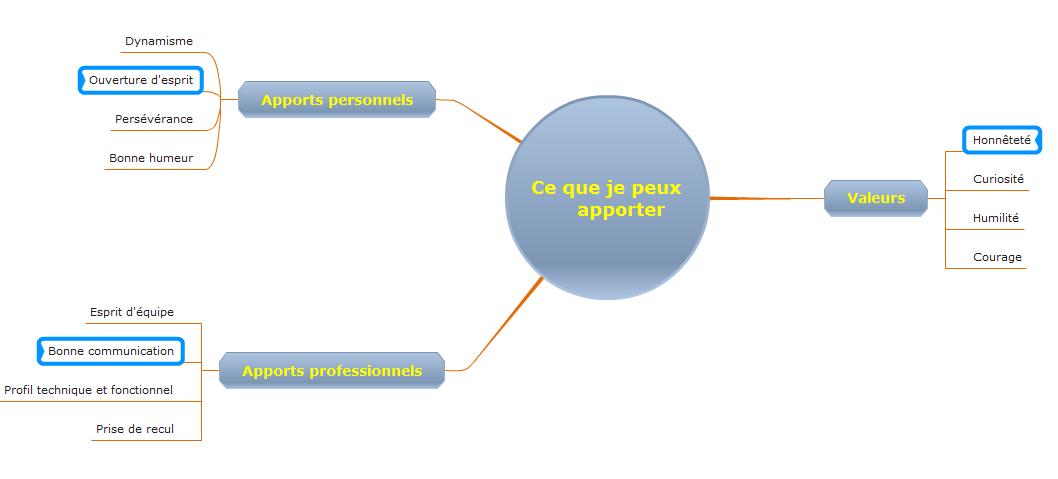 Ce que je peux
apporter
Apports personnels
Dynamisme
Ouverture d'esprit
Persévérance
Bonne humeur
Apports professionnels
Esprit d'équipe
Bonne communication
Profil technique et fonctionnel
Prise de recul
Valeurs
Honnêteté
Curiosité
Humilité
Courage